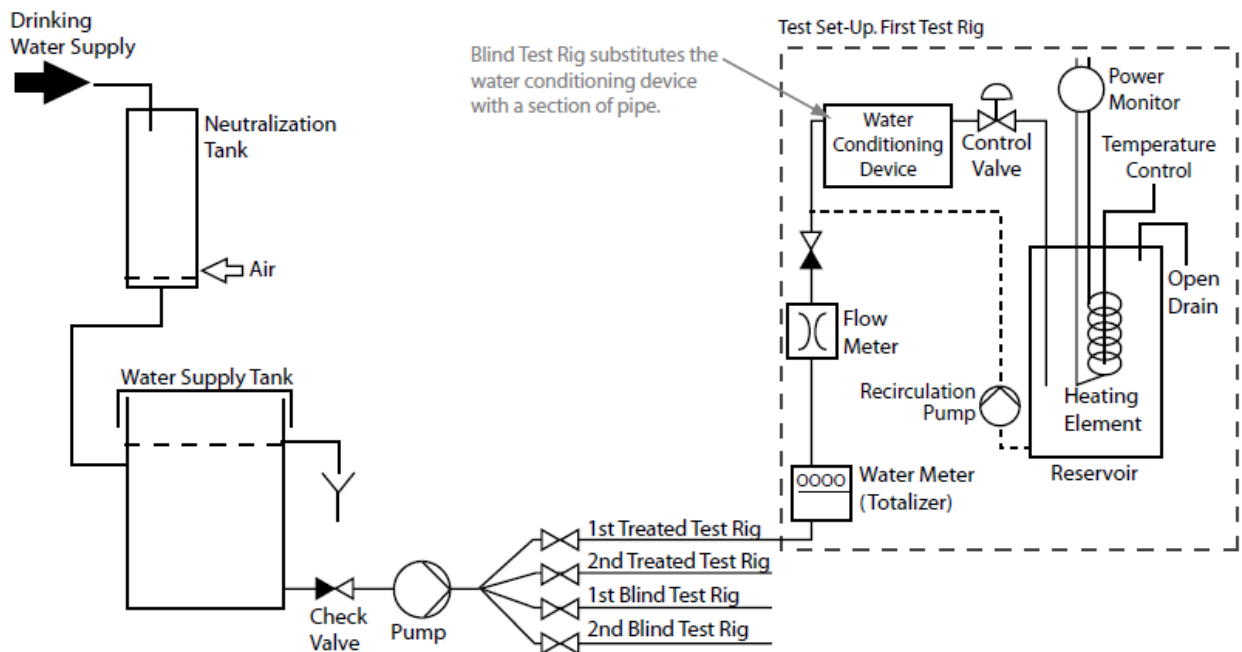 Drinking
Water Supply
Neutralization
Tank
Air
Water Supply Tank
Check
Valve
Pump
1st Treated Test Rig
2nd Treated Test Rig
1st Blind Test Rig
2nd Blind Test Rig
Blind Test Rig substitutes the
water conditioning device
with a section of pipe.
Test Set-Up. First Test Rig
Water
Conditioning
Device
Control
Valve
Power
Monitor
Temperature
Control
Open
Drain
Flow
Meter
Recirculation
Pump
Heating
Element
Reservoir
OOOO
Water Meter
(Totalizer)